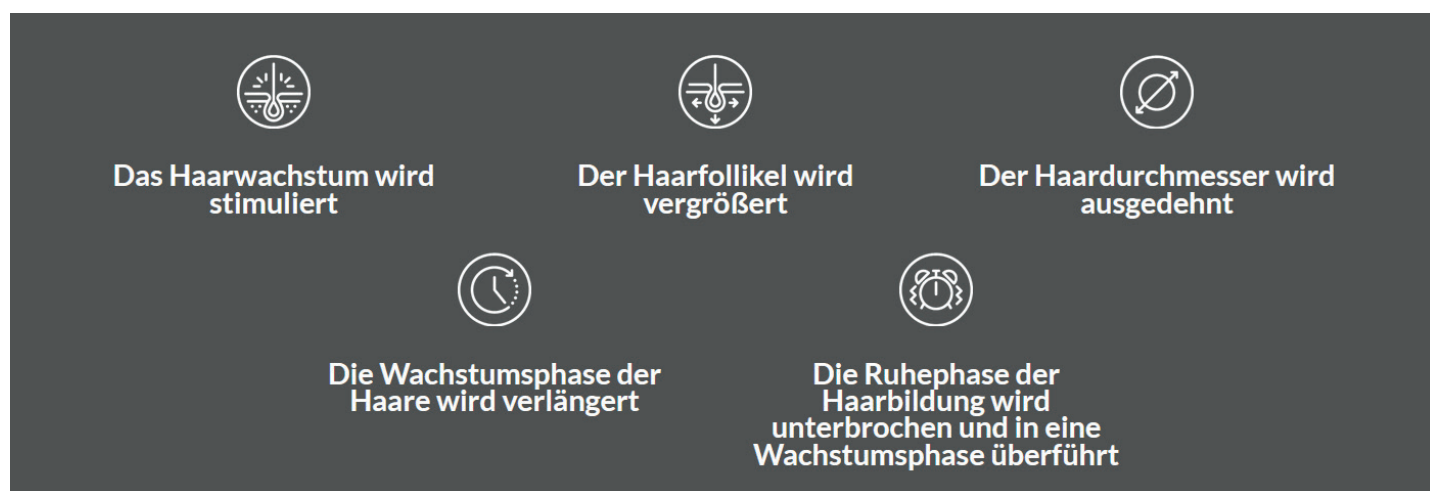 Das Haarwachstum wird
stimuliert
Der Haarfollikel wird
vergrößert
Der Haardurchmesser wird
ausgedehnt
Die Wachstumsphase der
Haare wird verlängert
Die Ruhephase der
Haarbildung wird
unterbrochen und in eine
Wachstumsphase überführt